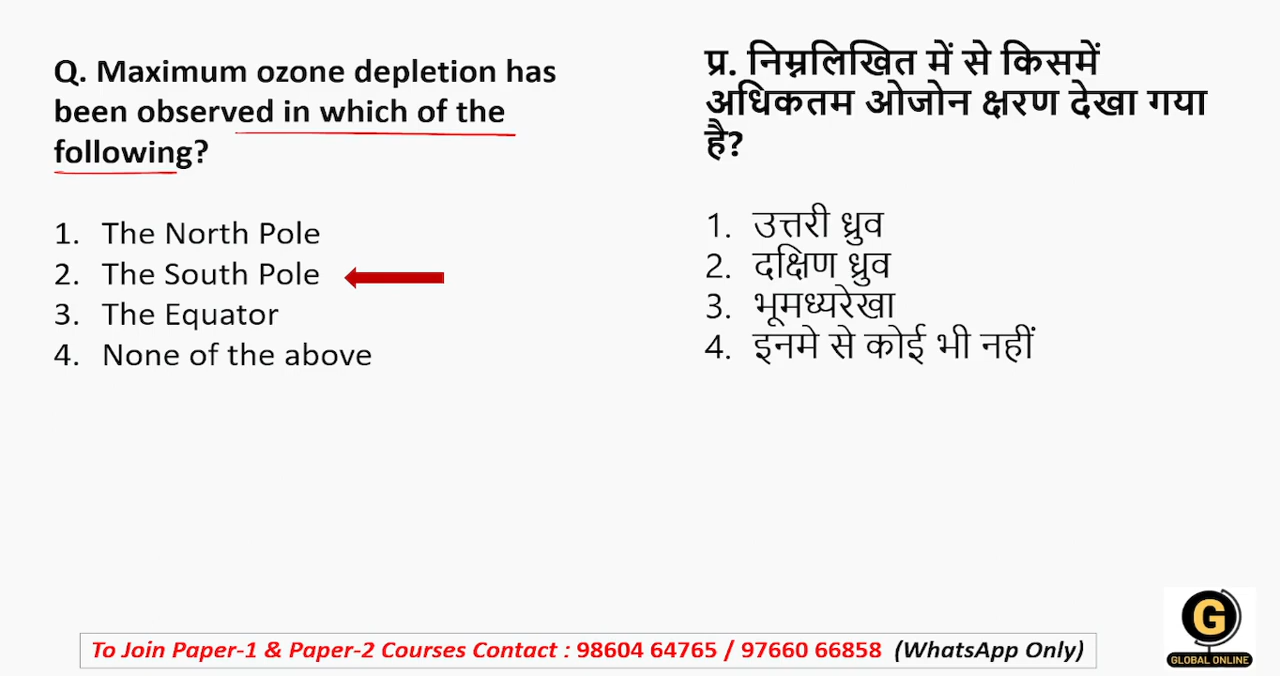 Q. Maximum ozone depletion has
been observed in which of the
following?
1. The North Pole
2. The South Pole
3. The Equator
4. None of the above
प्र. निम्नलिखित में से किसमें
अधिकतम ओजोन क्षरण देखा गया
है?
1. उत्तरी ध्रुव
2. दक्षिण ध्रुव
3. भूमध्यरेखा
4. इनमे से कोई भी नहीं
To Join Paper-1 & Paper-2 Courses Contact : 98604 64765 / 97660 66858 (WhatsApp Only)
G
GLOBAL ONLINE